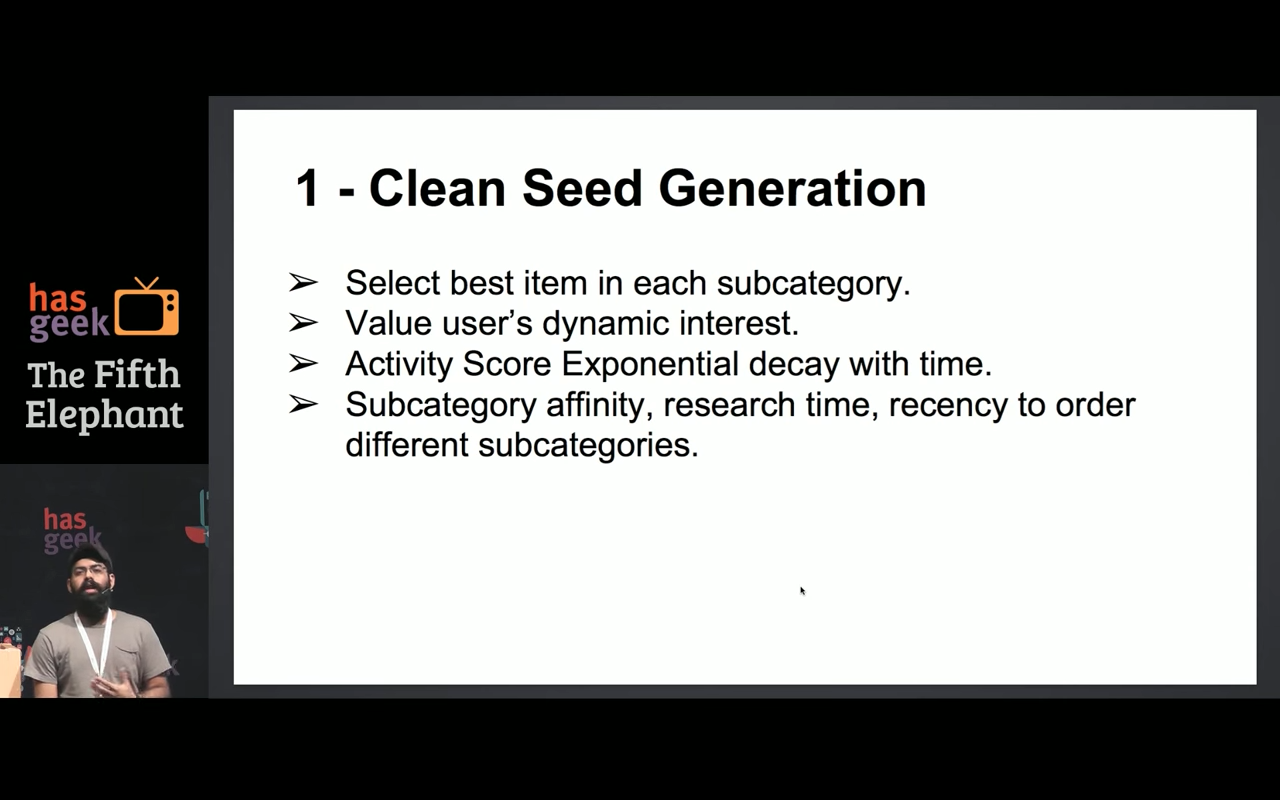 1 - Clean Seed Generation
➢ Select best item in each subcategory.
➢ Value user’s dynamic interest.
➢ Activity Score Exponential decay with time.
➢ Subcategory affinity, research time, recency to order
different subcategories.
has
geek
The Fifth
Elephant
has
geek